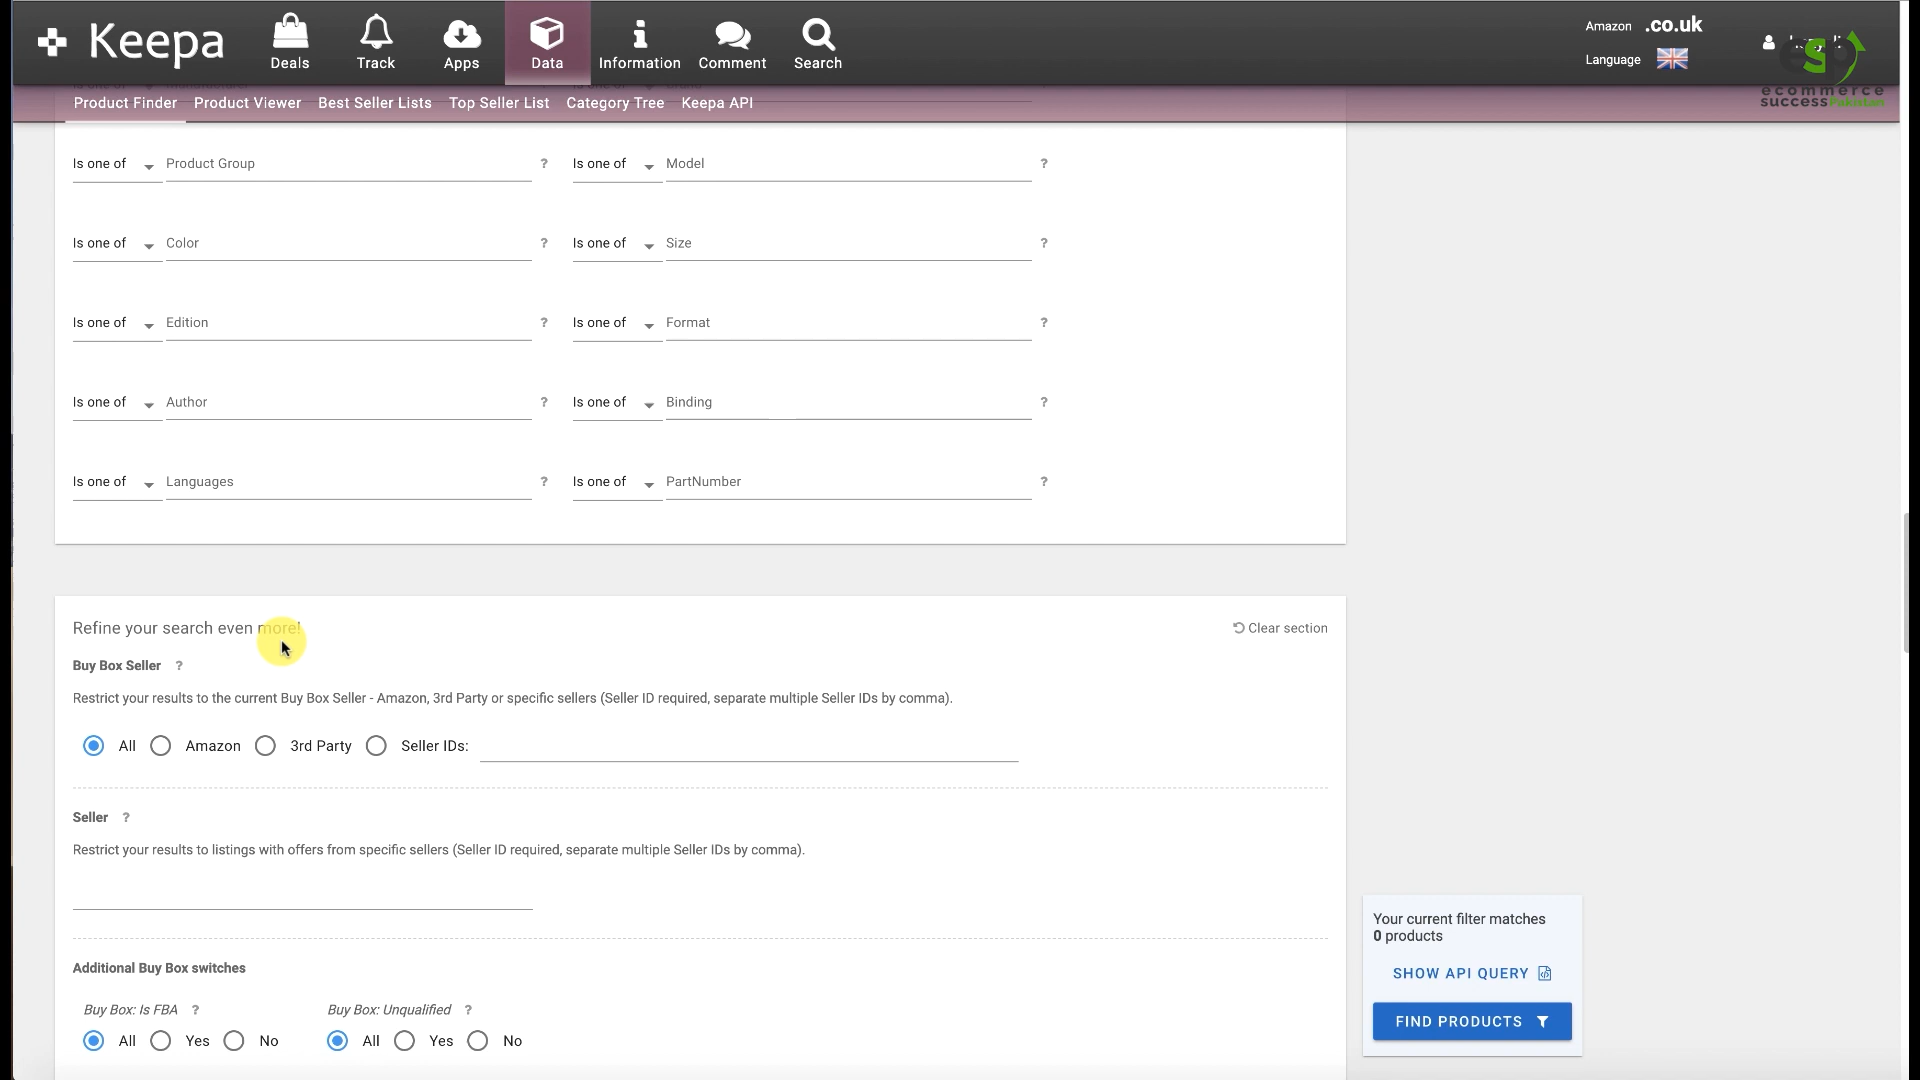 Keepa
Deals
Track
Apps
Data
Information
Comment
Search
Amazon .co.uk
Language
ecommerce
success Pakistan
Product Finder Product Viewer Best Seller Lists Top Seller List Category Tree Keepa API
Is one of Product Group ? Is one of Model ?
Is one of Color ? Is one of Size ?
Is one of Edition ? Is one of Format ?
Is one of Author ? Is one of Binding ?
Is one of Languages ? Is one of PartNumber ?
Refine your search even more! Clear section
Buy Box Seller ?
Restrict your results to the current Buy Box Seller - Amazon, 3rd Party or specific sellers (Seller ID required, separate multiple Seller IDs by comma).
All Amazon 3rd Party Seller IDs:
Seller ?
Restrict your results to listings with offers from specific sellers (Seller ID required, separate multiple Seller IDs by comma).
Additional Buy Box switches
Buy Box: Is FBA ? Buy Box: Unqualified ?
All Yes No All Yes No
Your current filter matches
0 products
SHOW API QUERY
FIND PRODUCTS